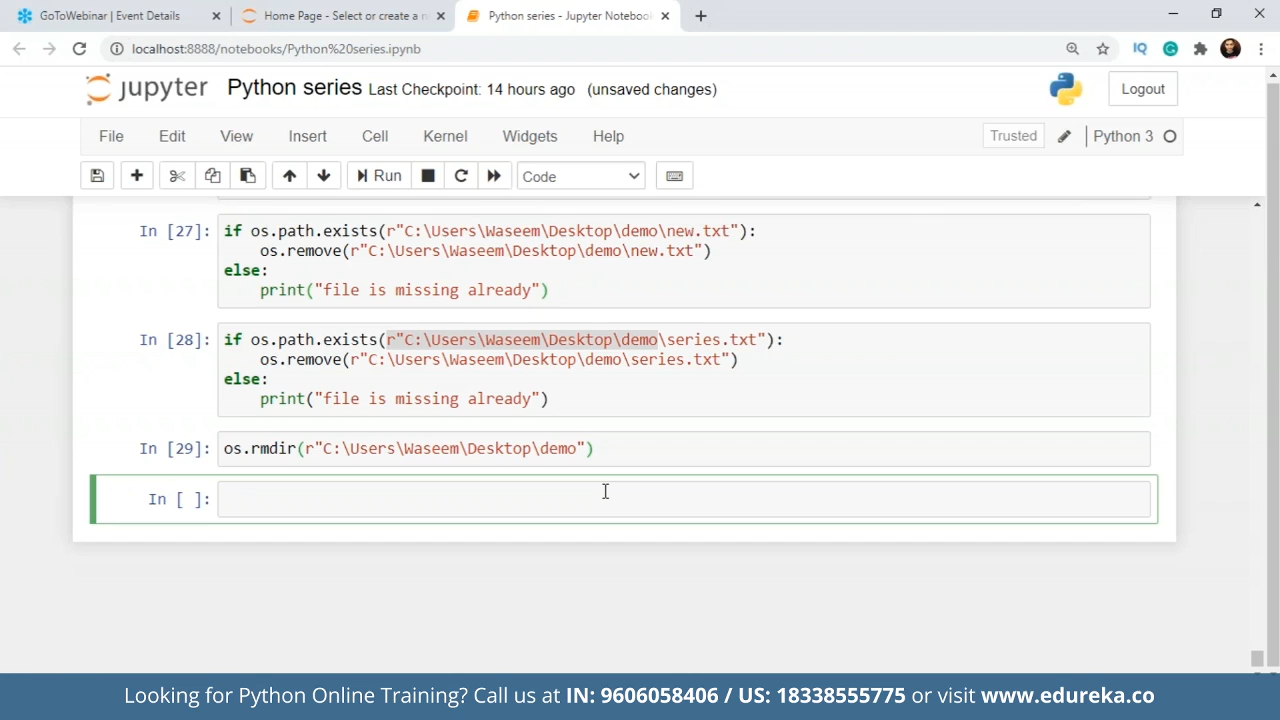 GoToWebinar | Event Details
Home Page - Select or create a n
Python series - Jupyter Notebook
localhost:8888/notebooks/Python%20series.ipynb
IQ
jupyter Python series Last Checkpoint: 14 hours ago (unsaved changes)
Logout
File Edit View Insert Cell Kernel Widgets Help
Trusted Python 3
Run Code
In [27]: if os.path.exists(r"C:\Users\Waseem\Desktop\demo\new.txt"):
os.remove(r"C:\Users\Waseem\Desktop\demo\new.txt")
else:
print("file is missing already")
In [28]: if os.path.exists(r"C:\Users\Waseem\Desktop\demo\series.txt"):
os.remove(r"C:\Users\Waseem\Desktop\demo\series.txt")
else:
print("file is missing already")
In [29]: os.rmdir(r"C:\Users\Waseem\Desktop\demo")
In [ ]:
Looking for Python Online Training? Call us at IN: 9606058406 / US: 18338555775 or visit www.edureka.co